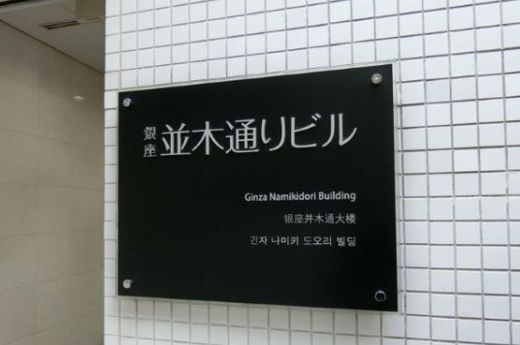 銀座 並木通りビル
Ginza Namikidori Building
银座并木通大楼
긴자 나미키 도오리 빌딩